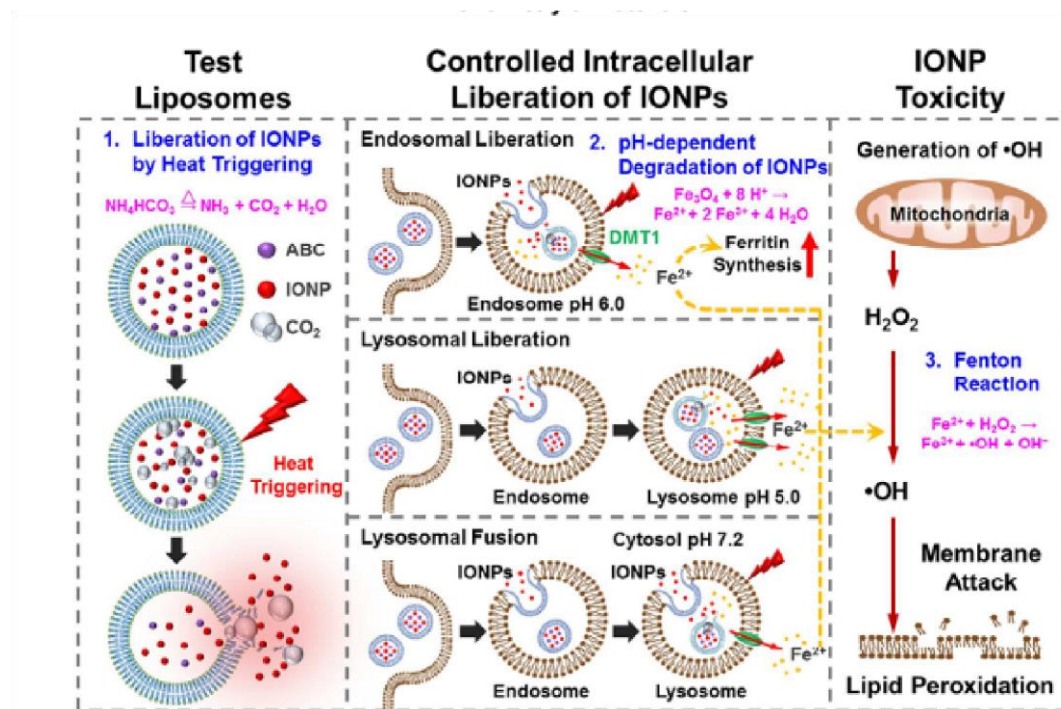 Test
Liposomes
Controlled Intracellular
Liberation of IONPs
IONP
Toxicity
1. Liberation of IONPs
by Heat Triggering
NH₄HCO₃ ⇌ NH₃ + CO₂ + H₂O
△
ABC
IONP
CO₂
Heat
Triggering
Endosomal Liberation
2. pH-dependent
Degradation of IONPs
IONPs
Fe₃O₄ + 8 H⁺ →
Fe²⁺ + 2 Fe³⁺ + 4 H₂O
DMT1
Ferritin
Synthesis
Fe²⁺
Endosome pH 6.0
Lysosomal Liberation
IONPs
Fe²⁺
Endosome
Lysosome pH 5.0
Lysosomal Fusion
Cytosol pH 7.2
IONPs
IONPs
Fe²⁺
Endosome
Lysosome
Generation of •OH
Mitochondria
H₂O₂
3. Fenton
Reaction
Fe²⁺ + H₂O₂ →
Fe³⁺ + •OH + OH⁻
•OH
Membrane
Attack
Lipid Peroxidation